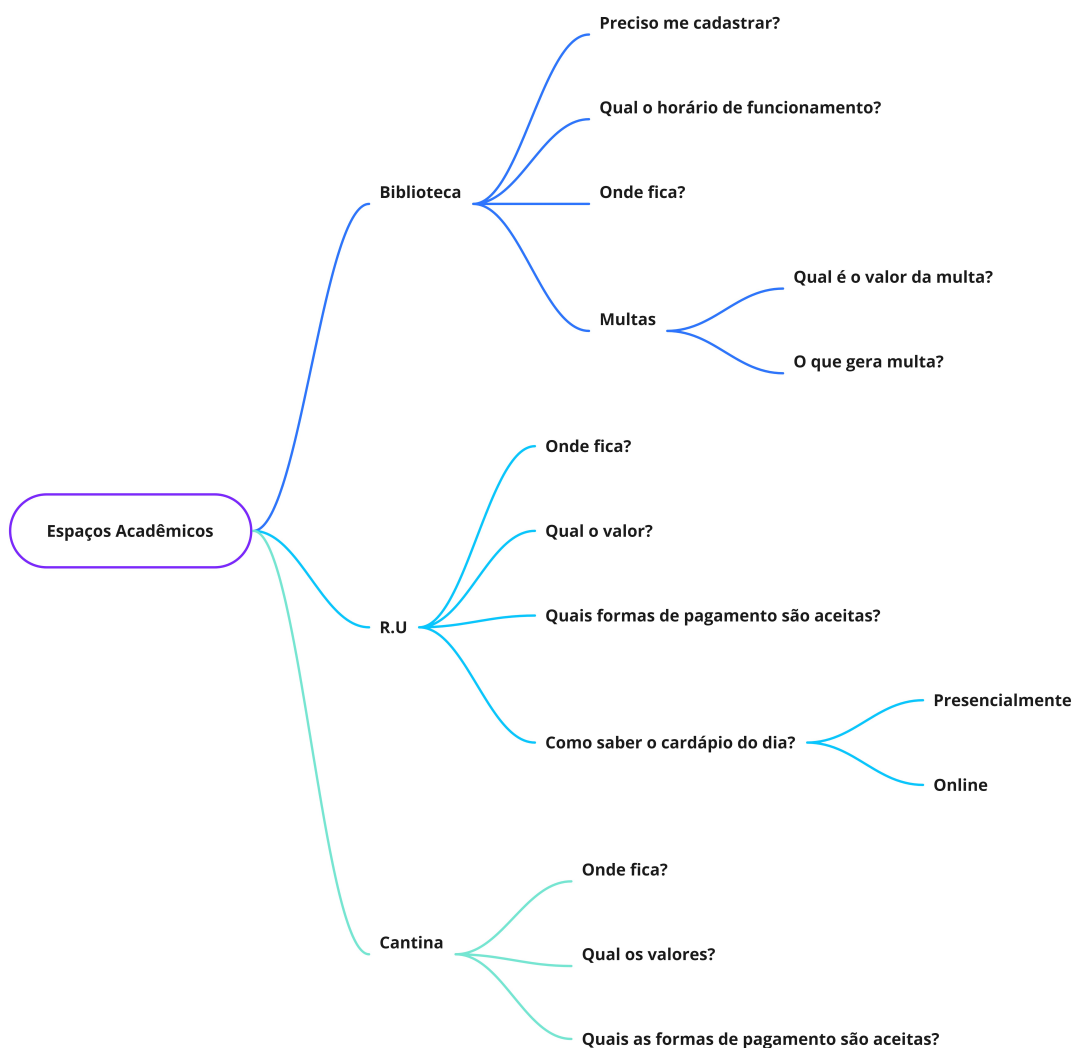 Espaços Acadêmicos
Biblioteca
Preciso me cadastrar?
Qual o horário de funcionamento?
Onde fica?
Multas
Qual é o valor da multa?
O que gera multa?
R.U
Onde fica?
Qual o valor?
Quais formas de pagamento são aceitas?
Como saber o cardápio do dia?
Presencialmente
Online
Cantina
Onde fica?
Qual os valores?
Quais as formas de pagamento são aceitas?